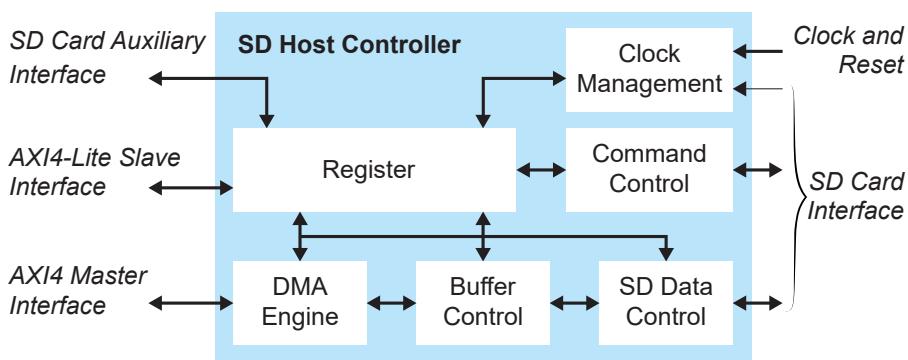 SD Card Auxiliary
Interface
AXI4-Lite Slave
Interface
AXI4 Master
Interface
SD Host Controller
Clock
Management
Register
Command
Control
DMA
Engine
Buffer
Control
SD Data
Control
Clock and
Reset
SD Card
Interface